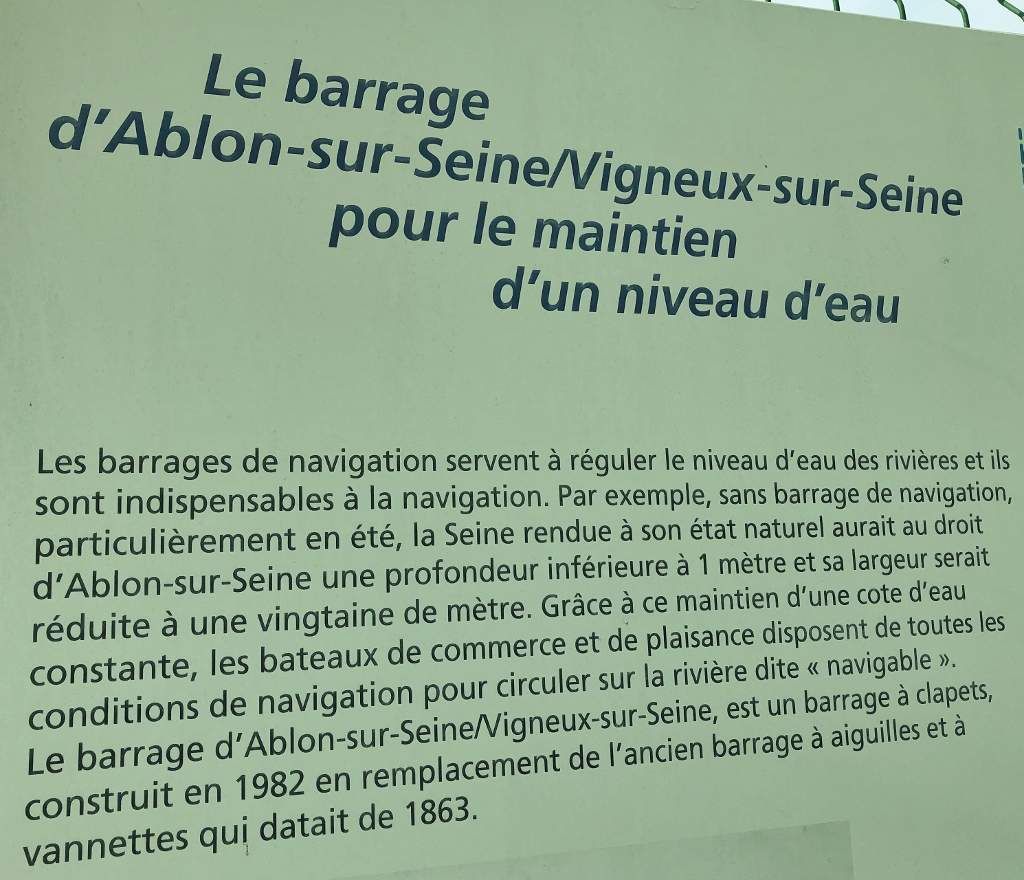 Le barrage
d'Ablon-sur-Seine/Vigneux-sur-Seine
pour le maintien
d'un niveau d'eau
Les barrages de navigation servent à réguler le niveau d'eau des rivières et ils
sont indispensables à la navigation. Par exemple, sans barrage de navigation,
particulièrement en été, la Seine rendue à son état naturel aurait au droit
d'Ablon-sur-Seine une profondeur inférieure à 1 mètre et sa largeur serait
réduite à une vingtaine de mètre. Grâce à ce maintien d'une cote d'eau
constante, les bateaux de commerce et de plaisance disposent de toutes les
conditions de navigation pour circuler sur la rivière dite « navigable ».
Le barrage d'Ablon-sur-Seine/Vigneux-sur-Seine, est un barrage à clapets,
construit en 1982 en remplacement de l'ancien barrage à aiguilles et à
vannettes qui datait de 1863.